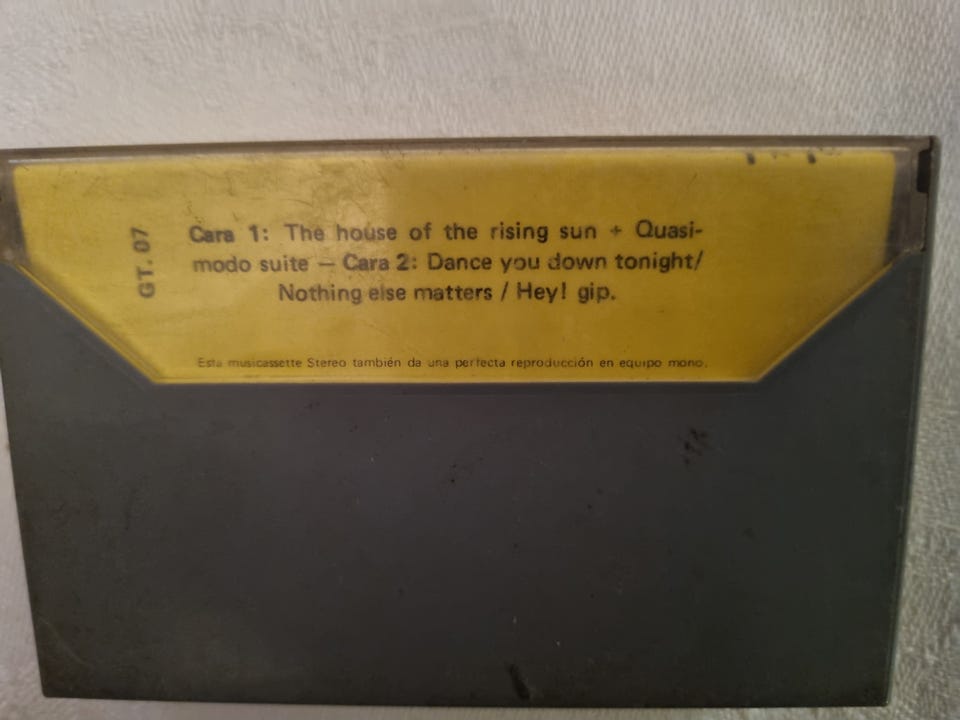 GT. 07
Cara 1: The house of the rising sun + Quasi-
modo suite — Cara 2: Dance you down tonight/
Nothing else matters / Hey! gip.
Esta musicassette Stereo también da una perfecta reproducción en equipo mono.